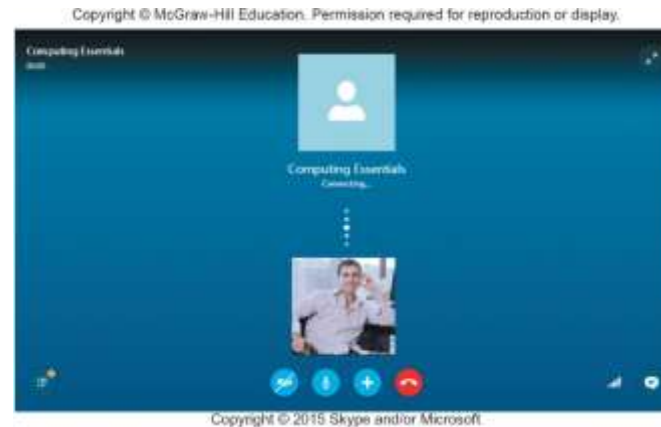 Copyright © McGraw-Hill Education. Permission required for reproduction or display.
Computing Essentials
Computing Essentials
Connecting...
Copyright © 2015 Skype and/or Microsoft